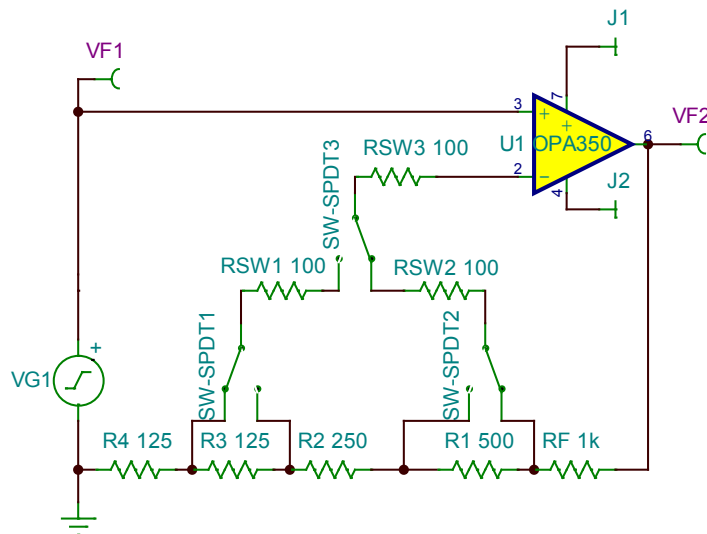 VF1
J1
7
3
+
+
U1 OPA350
6
VF2
RSW3 100
2
−
4
J2
SW-SPDT3
RSW1 100
RSW2 100
SW-SPDT1
SW-SPDT2
+
VG1
R4 125
R3 125
R2 250
R1 500
RF 1k